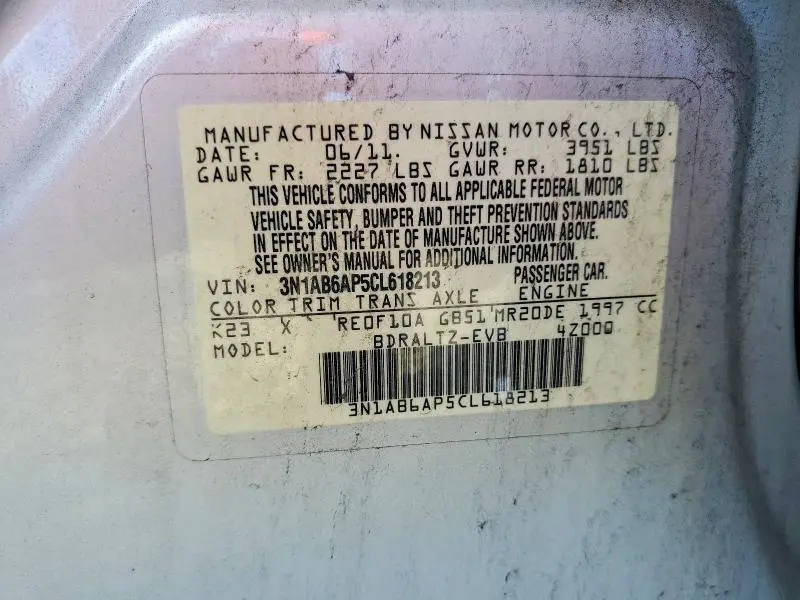 MANUFACTURED BY NISSAN MOTOR CO., LTD.
DATE: 06/11. GVWR: 3951 LBS
GAWR FR: 2227 LBS GAWR RR: 1810 LBS
THIS VEHICLE CONFORMS TO ALL APPLICABLE FEDERAL MOTOR
VEHICLE SAFETY, BUMPER AND THEFT PREVENTION STANDARDS
IN EFFECT ON THE DATE OF MANUFACTURE SHOWN ABOVE.
SEE OWNER'S MANUAL FOR ADDITIONAL INFORMATION.
VIN: 3N1AB6AP5CL618213 PASSENGER CAR.
COLOR TRIM TRANS AXLE ENGINE
K23 X RE0F10A GB51 MR20DE 1997 CC
MODEL: BDRALTZ-EVB 4Z000
3N1AB6AP5CL618213